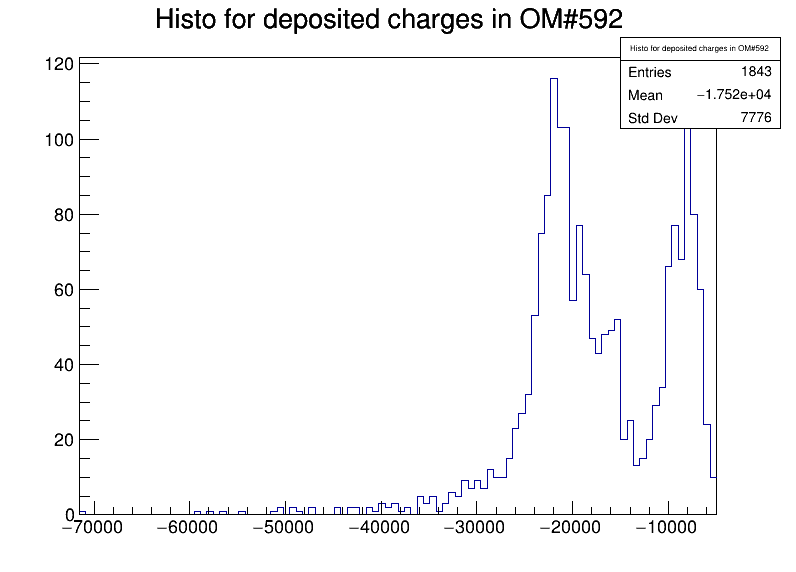 Histo for deposited charges in OM#592
Histo for deposited charges in OM#592
Entries 1843
Mean −1.752e+04
Std Dev 7776
120
100
80
60
40
20
0
−70000 −60000 −50000 −40000 −30000 −20000 −10000